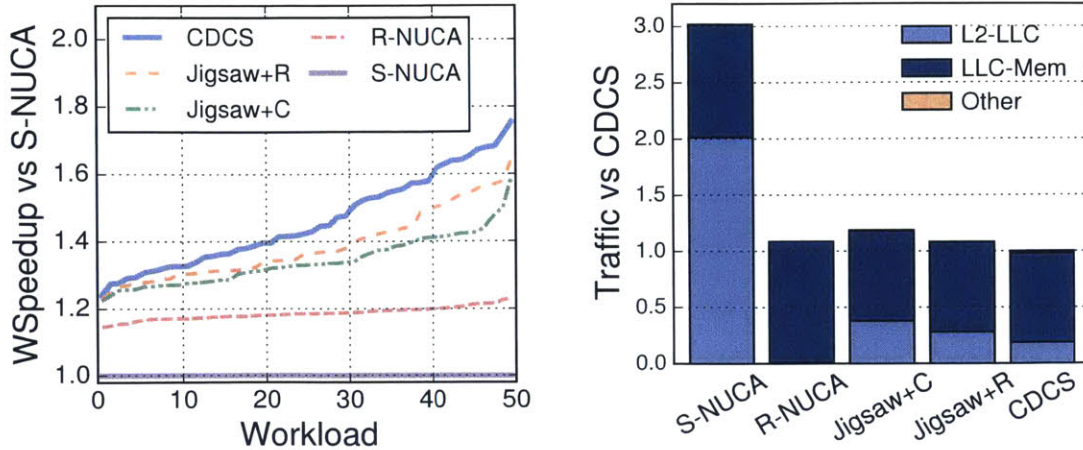 WSpeedup vs S-NUCA
2.0
1.8
1.6
1.4
1.2
1.0
CDCS
Jigsaw+R
Jigsaw+C
R-NUCA
S-NUCA
0 10 20 30 40 50
Workload
Traffic vs CDCS
3.0
2.5
2.0
1.5
1.0
0.5
0.0
L2-LLC
LLC-Mem
Other
S-NUCA
R-NUCA
Jigsaw+C
Jigsaw+R
CDCS